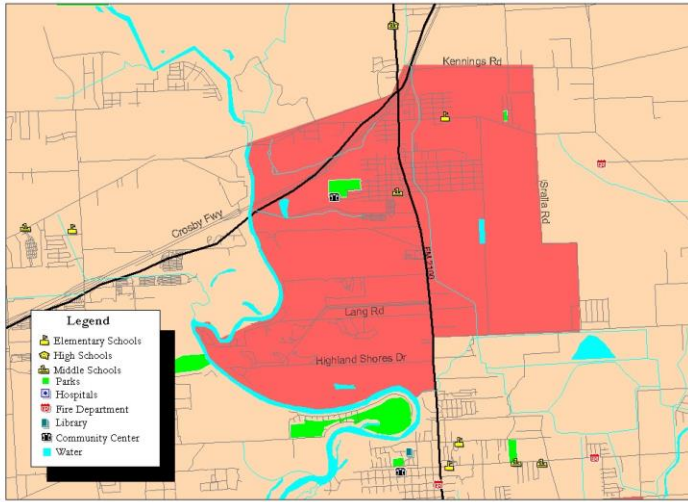 Kennings Rd
Sralla Rd
Crosby Fwy
FM 2100
Lang Rd
Highland Shores Dr
Legend
Elementary Schools
High Schools
Middle Schools
Parks
Hospitals
Fire Department
Library
Community Center
Water